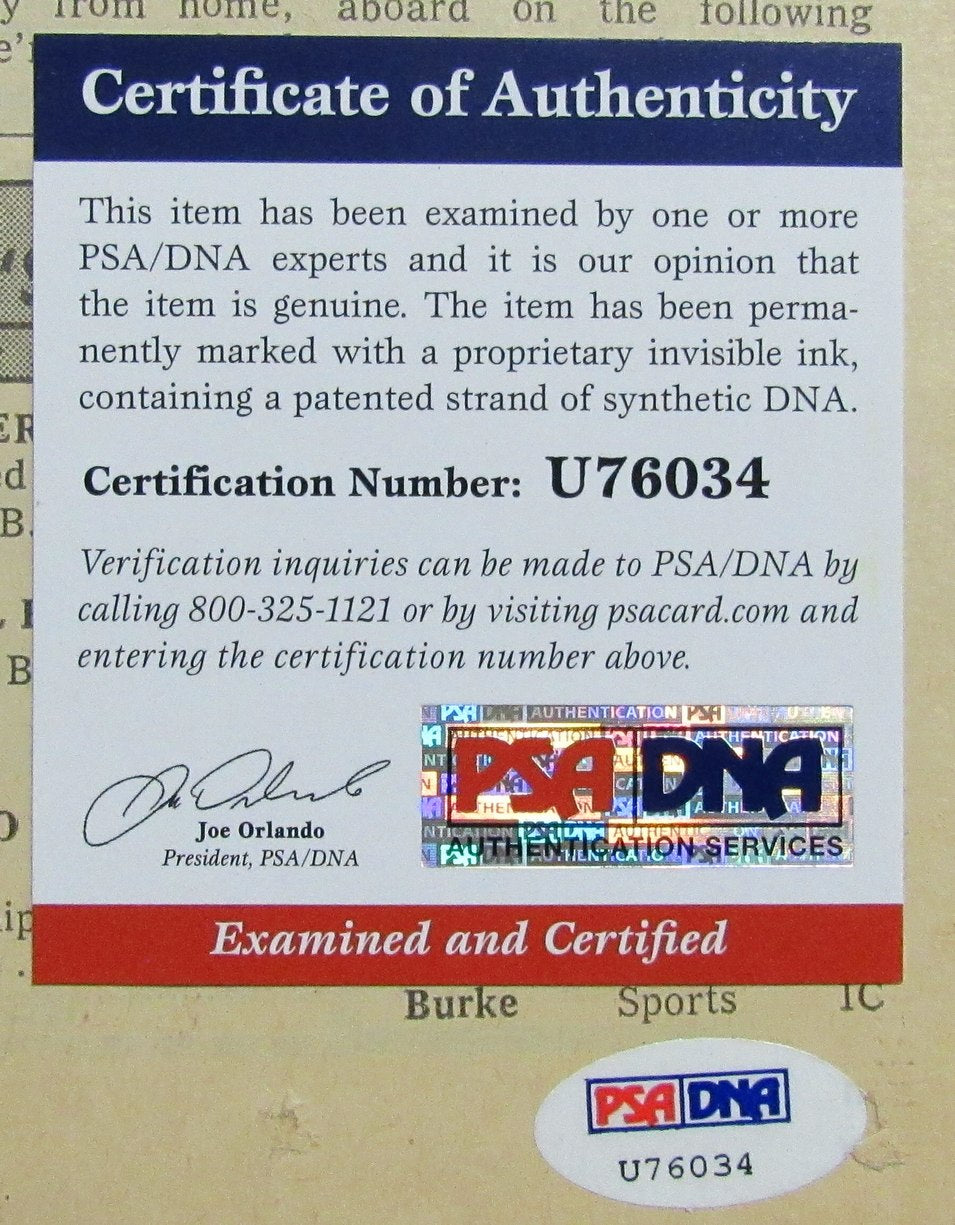 from home, aboard on the following
Certificate of Authenticity
This item has been examined by one or more
PSA/DNA experts and it is our opinion that
the item is genuine. The item has been perma-
nently marked with a proprietary invisible ink,
containing a patented strand of synthetic DNA.
Certification Number: U76034
Verification inquiries can be made to PSA/DNA by
calling 800-325-1121 or by visiting psacard.com and
entering the certification number above.
PSA DNA
AUTHENTICATION SERVICES
Joe Orlando
President, PSA/DNA
Examined and Certified
Burke Sports IC
PSA DNA
U76034